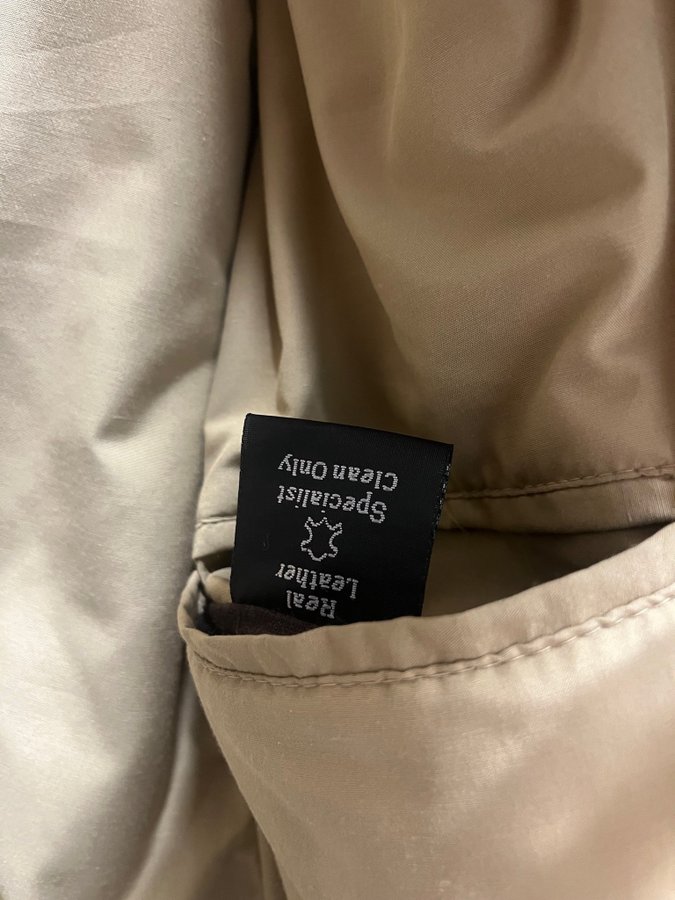 Real
Leather
Specialist
Clean Only